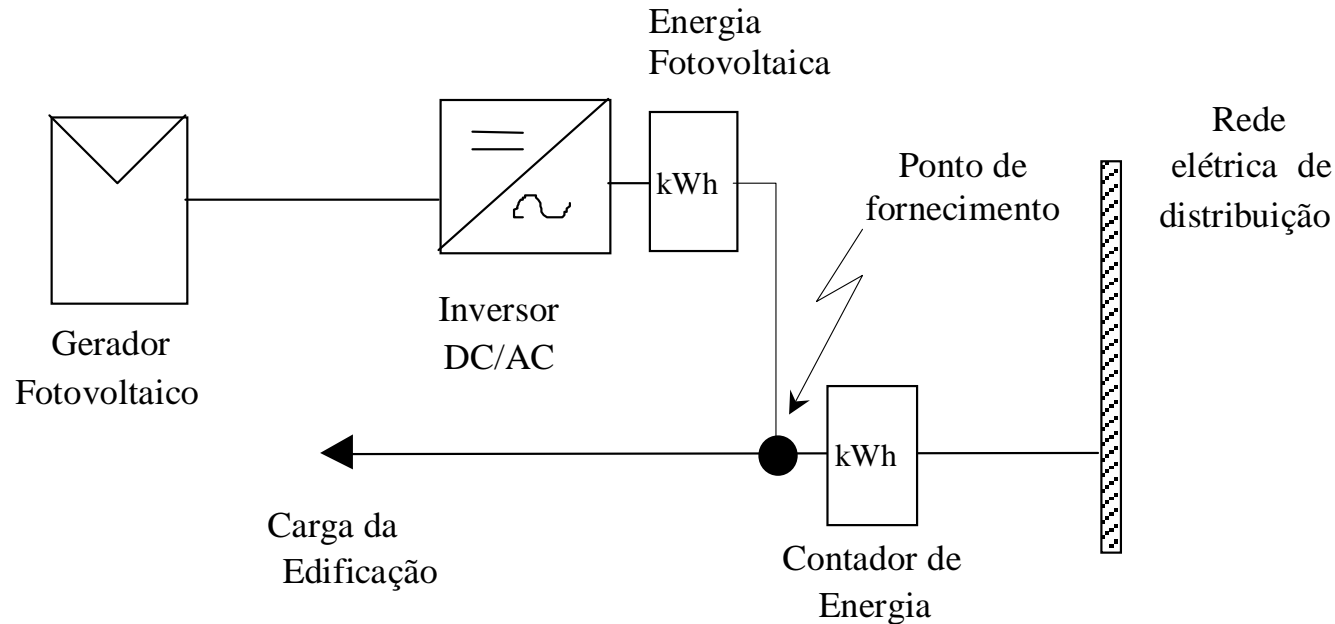 Energia
Fotovoltaica
kWh
Rede
elétrica de
distribuição
Ponto de
fornecimento
Gerador
Fotovoltaico
Inversor
DC/AC
kWh
Carga da
Edificação
Contador de
Energia